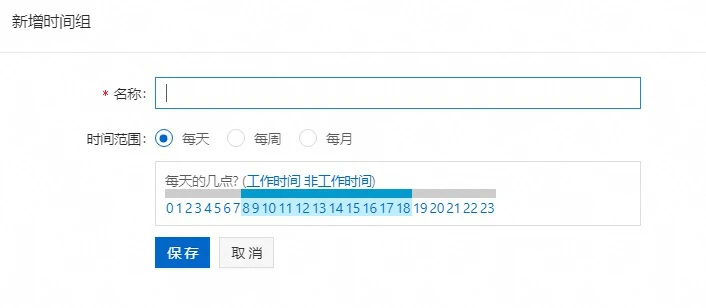 新增时间组
* 名称:
时间范围: 每天 每周 每月
每天的几点? (工作时间 非工作时间)
0 1 2 3 4 5 6 7 8 9 10 11 12 13 14 15 16 17 18 19 20 21 22 23
保存 取消